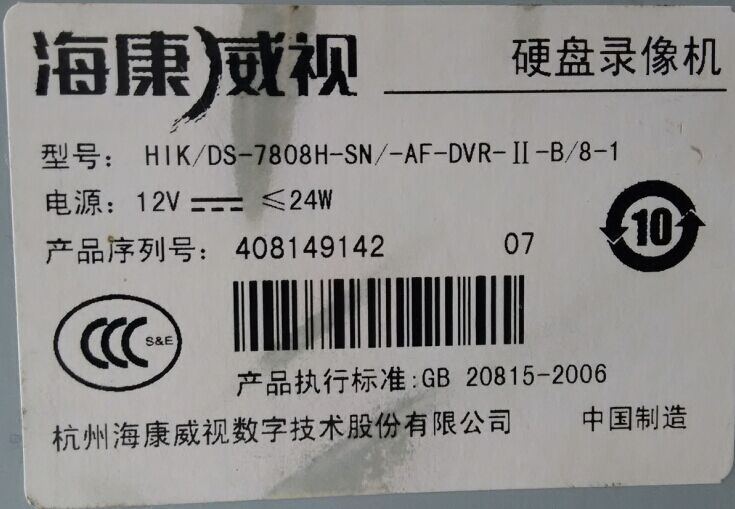 海康威视 硬盘录像机
型号: HIK/DS-7808H-SN/-AF-DVR-II-B/8-1
电源: 12V ⎓ ≤24W
产品序列号: 408149142 07
10
CCC S&E
产品执行标准:GB 20815-2006
杭州海康威视数字技术股份有限公司 中国制造